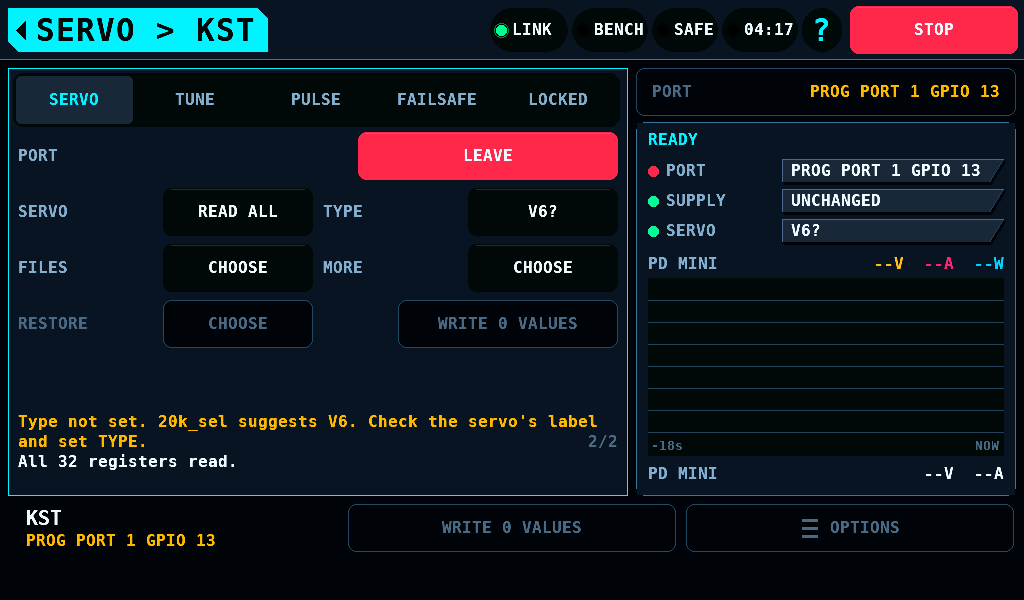 SERVO > KST
LINK
BENCH
SAFE
04:17
?
STOP
SERVO TUNE PULSE FAILSAFE LOCKED
PORT LEAVE
SERVO READ ALL TYPE V6?
FILES CHOOSE MORE CHOOSE
RESTORE CHOOSE WRITE 0 VALUES
Type not set. 20k_sel suggests V6. Check the servo's label
and set TYPE. 2/2
All 32 registers read.
PORT PROG PORT 1 GPIO 13
READY
PORT PROG PORT 1 GPIO 13
SUPPLY UNCHANGED
SERVO V6?
PD MINI --V --A --W
-18s NOW
PD MINI --V --A
KST
PROG PORT 1 GPIO 13
WRITE 0 VALUES
OPTIONS